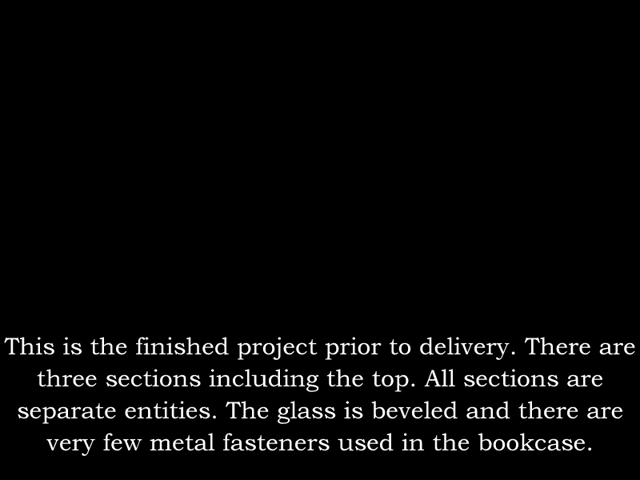 This is the finished project prior to delivery. There are
three sections including the top. All sections are
separate entities. The glass is beveled and there are
very few metal fasteners used in the bookcase.